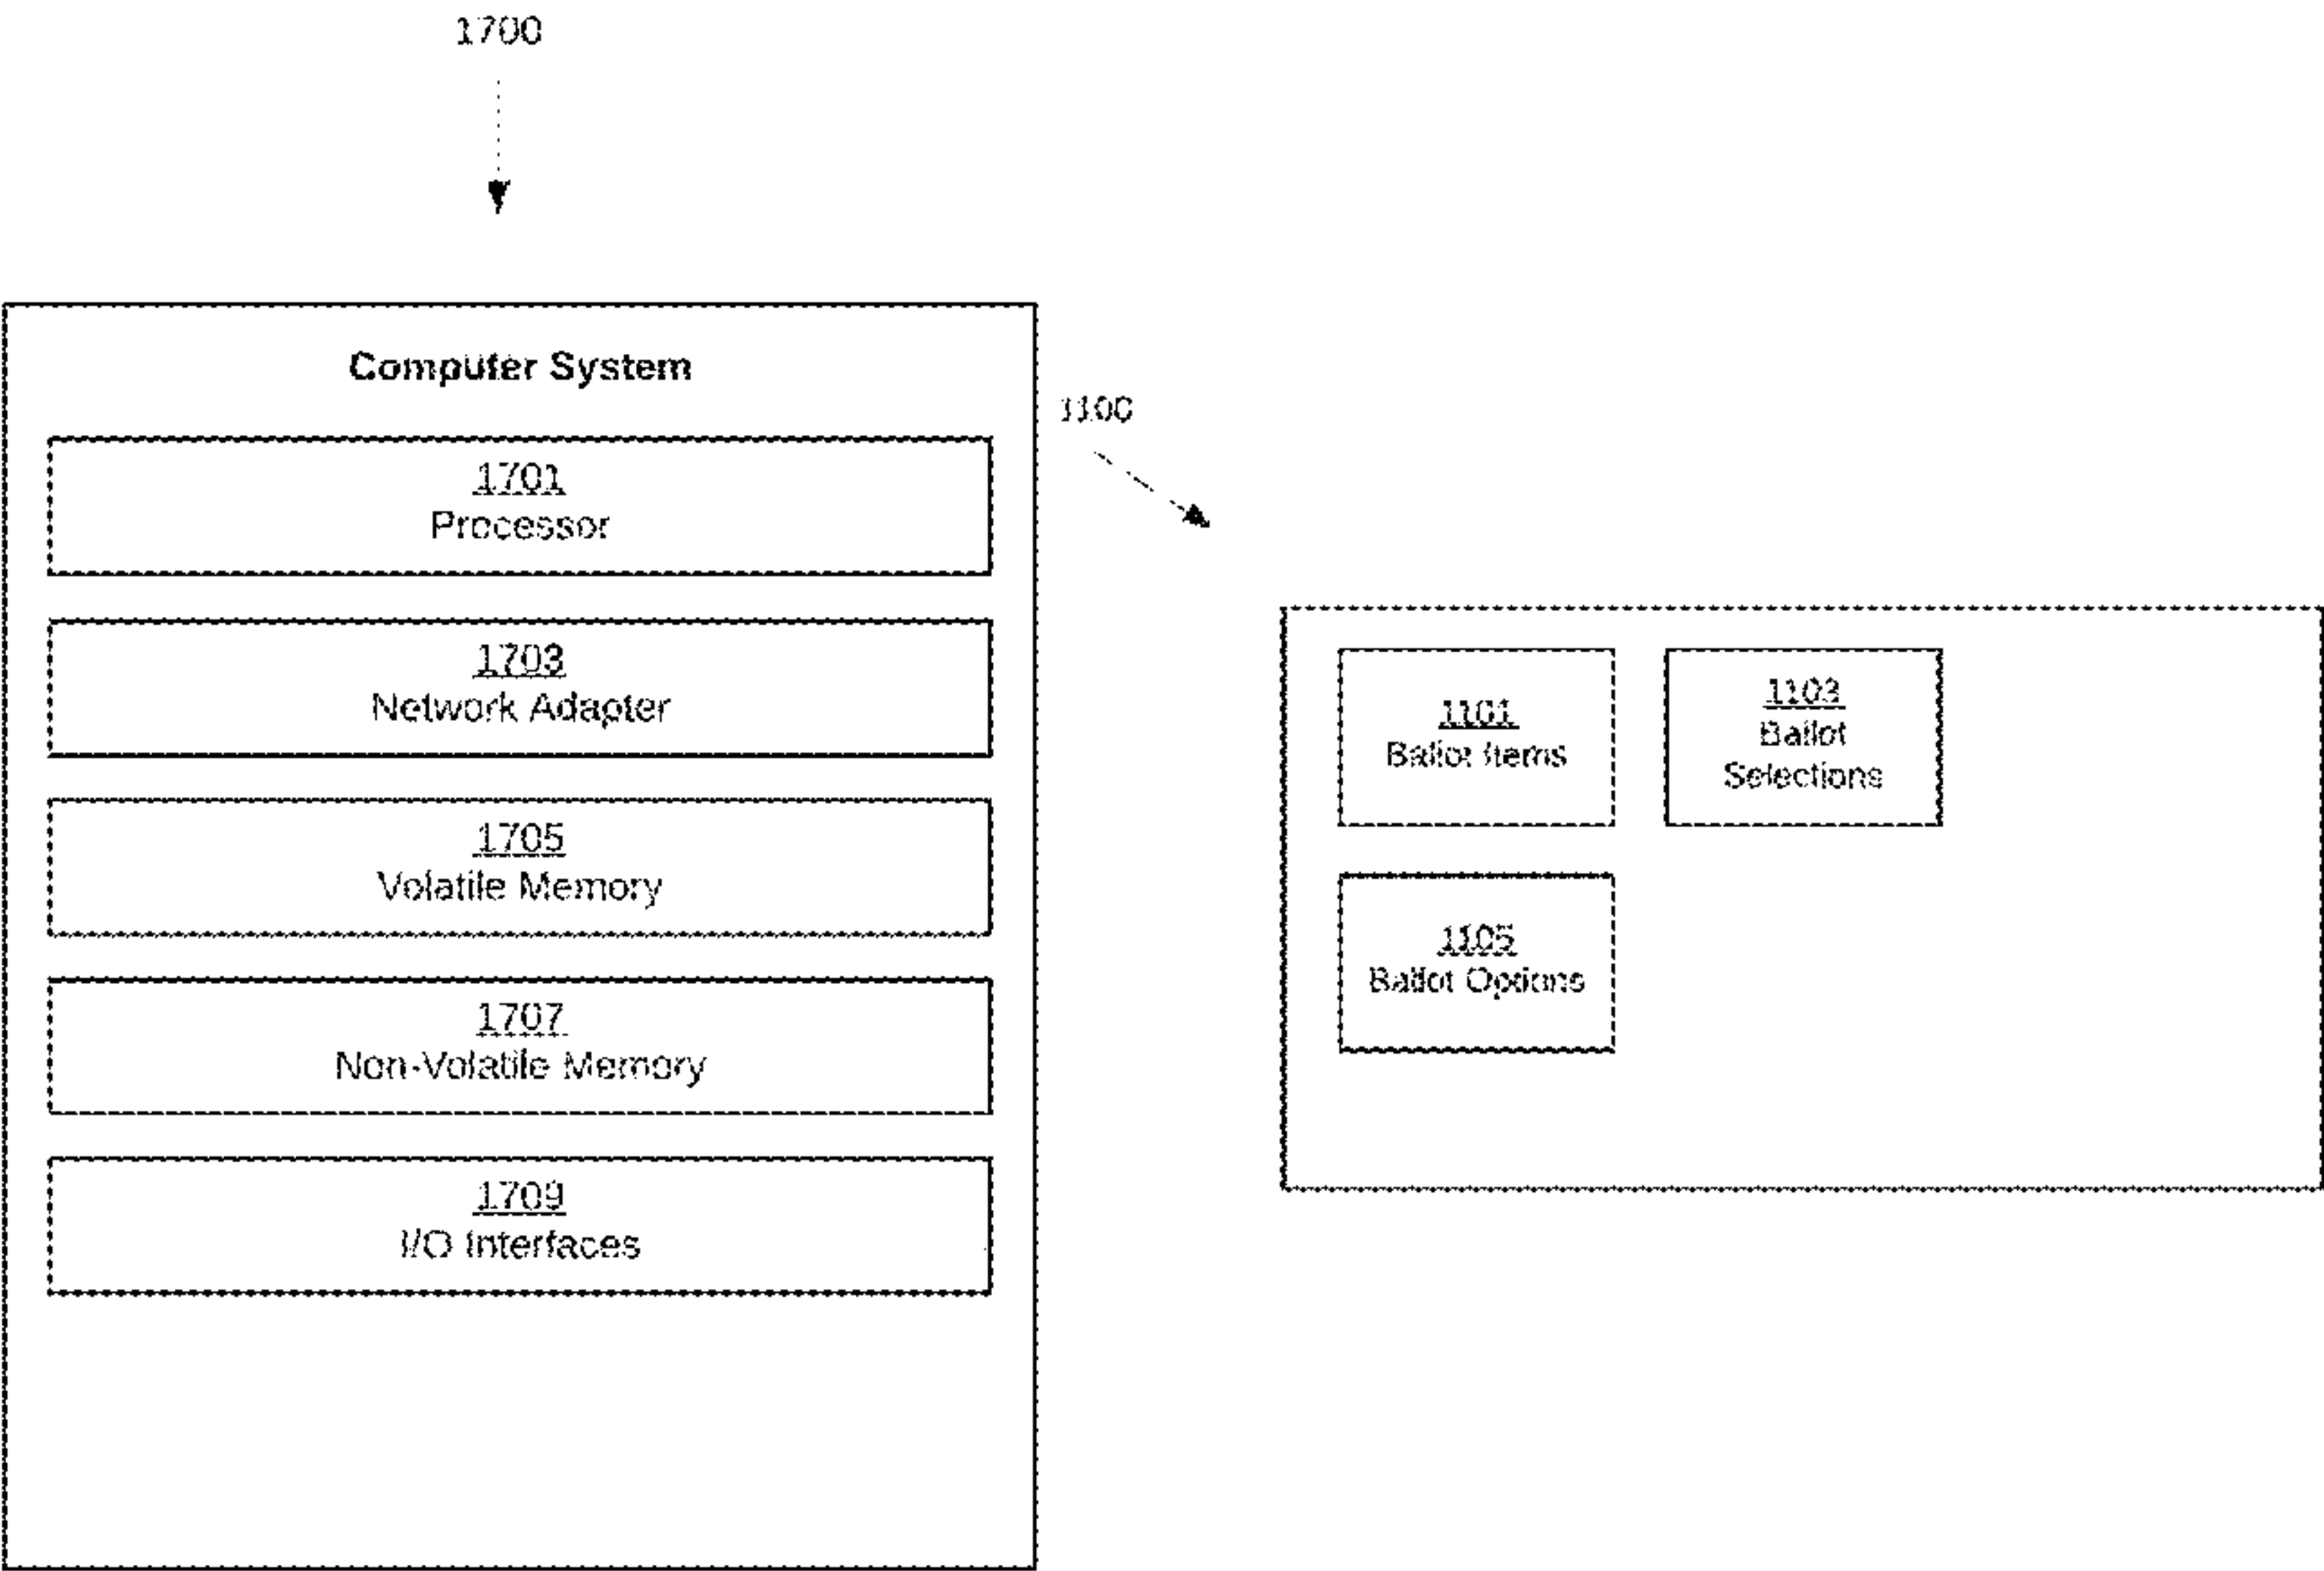 1700
Computer System
1701
Processor
1703
Network Adapter
1705
Volatile Memory
1707
Non-Volatile Memory
1709
I/O Interfaces
1100
1101
Ballot Items
1103
Ballot
Selections
1105
Ballot Options